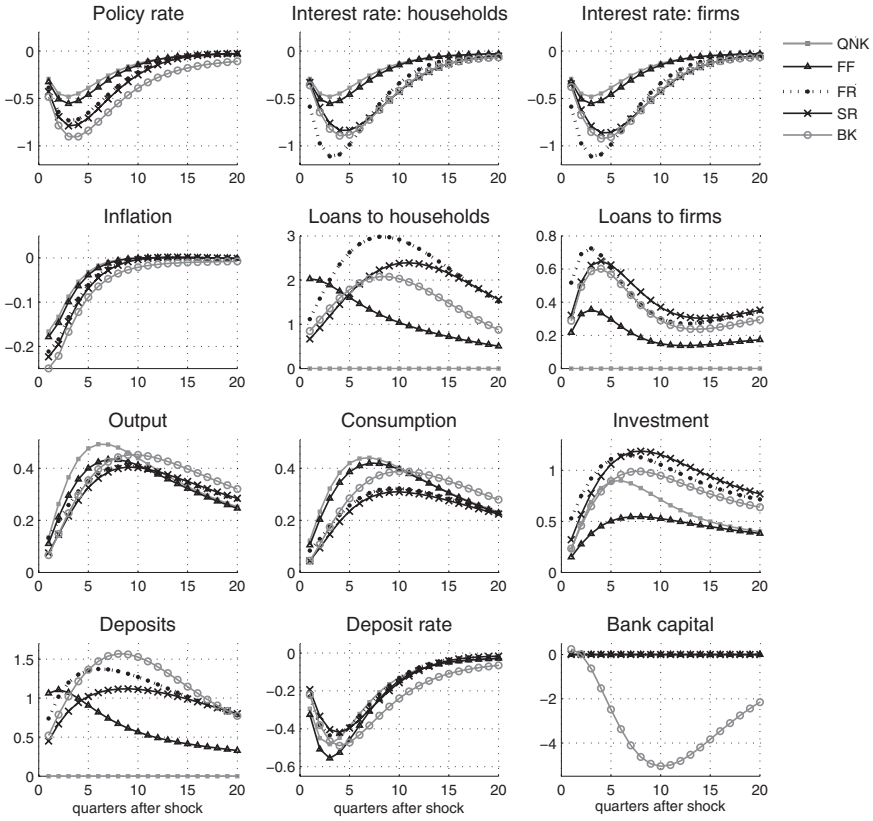 Policy rate
Interest rate: households
Interest rate: firms
QNK
FF
FR
SR
BK
0
−0.5
−1
0 5 10 15 20
0
−0.5
−1
0 5 10 15 20
0
−0.5
−1
0 5 10 15 20
Inflation
Loans to households
Loans to firms
0
−0.1
−0.2
0 5 10 15 20
3
2
1
0
0 5 10 15 20
0.8
0.6
0.4
0.2
0
0 5 10 15 20
Output
Consumption
Investment
0.4
0.2
0
0 5 10 15 20
0.4
0.2
0
0 5 10 15 20
1
0.5
0
0 5 10 15 20
Deposits
Deposit rate
Bank capital
1.5
1
0.5
0
0 5 10 15 20
quarters after shock
0
−0.2
−0.4
−0.6
0 5 10 15 20
quarters after shock
0
−2
−4
0 5 10 15 20
quarters after shock